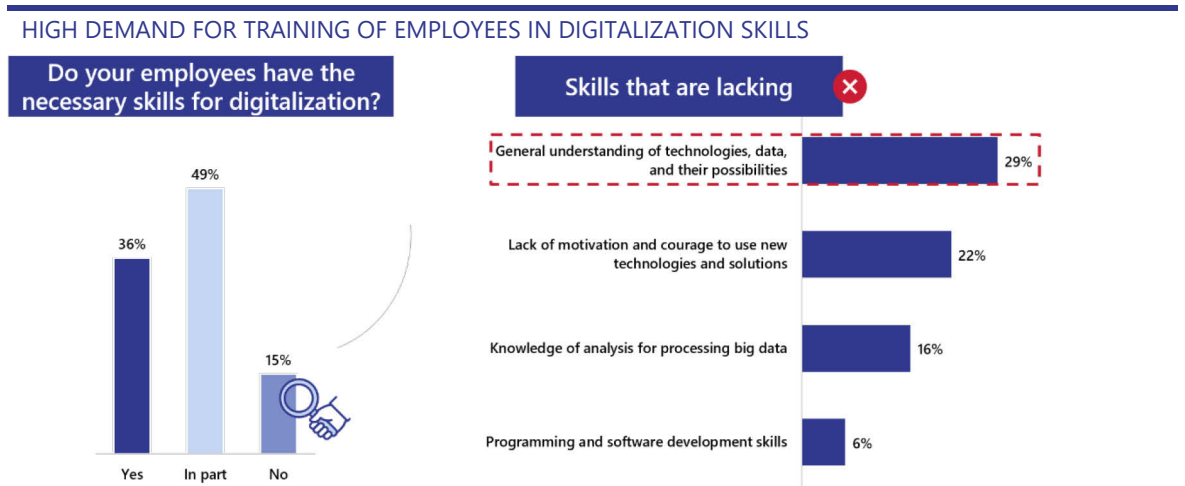 HIGH DEMAND FOR TRAINING OF EMPLOYEES IN DIGITALIZATION SKILLS
Do your employees have the
necessary skills for digitalization?
49%
36%
15%
Yes
In part
No
Skills that are lacking
General understanding of technologies, data,
and their possibilities
29%
Lack of motivation and courage to use new
technologies and solutions
22%
Knowledge of analysis for processing big data
16%
Programming and software development skills
6%